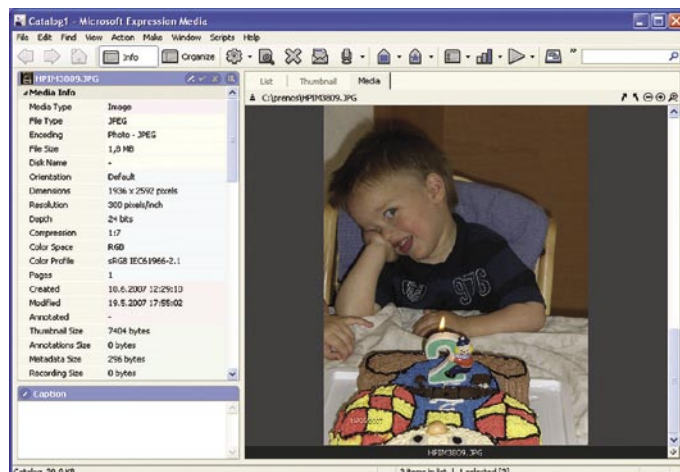 Catalog1 - Microsoft Expression Media
File Edit Find View Action Make Window Scripts Help
Info Organize
HPIM3809.JPG
Media Info
Media Type Image
File Type JPEG
Encoding Photo - JPEG
File Size 1,8 MB
Disk Name -
Orientation Default
Dimensions 1936 x 2592 pixels
Resolution 300 pixels/inch
Depth 24 bits
Compression 1:7
Color Space RGB
Color Profile sRGB IEC61966-2.1
Pages 1
Created 10.6.2007 12:29:10
Modified 19.5.2007 17:55:02
Annotated -
Thumbnail Size 7404 bytes
Annotations Size 0 bytes
Metadata Size 296 bytes
Recording Size 0 bytes
Caption
List Thumbnail Media
C:\prenos\HPIM3809.JPG
976
2
HPIM3809.JPG